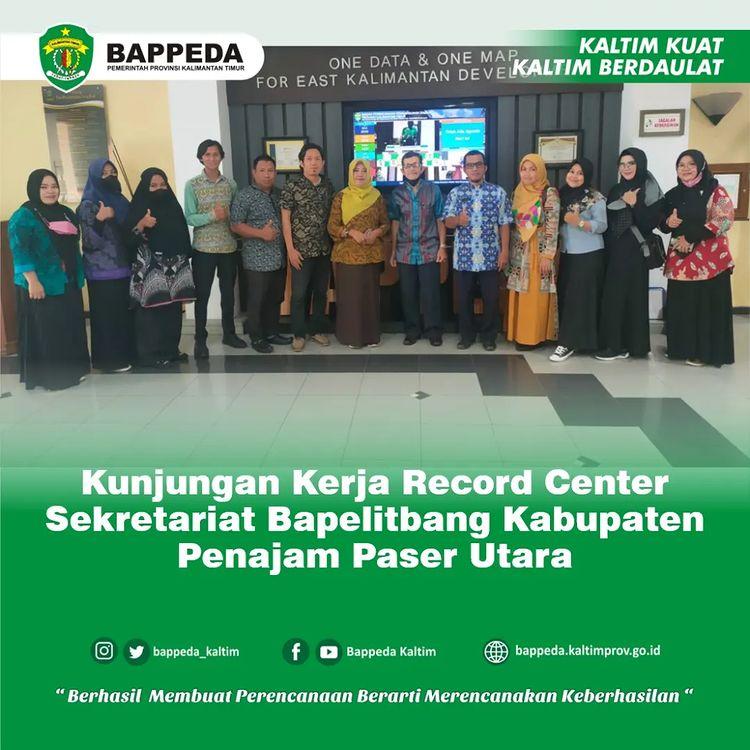 BAPPEDA
PEMERINTAH PROVINSI KALIMANTAN TIMUR
KALTIM KUAT
KALTIM BERDAULAT
ONE DATA & ONE MAP
FOR EAST KALIMANTAN
Kunjungan Kerja Record Center
Sekretariat Bapelitbang Kabupaten
Penajam Paser Utara
bappeda_kaltim
Bappeda Kaltim
bappeda.kaltimprov.go.id
“ Berhasil Membuat Perencanaan Berarti Merencanakan Keberhasilan “